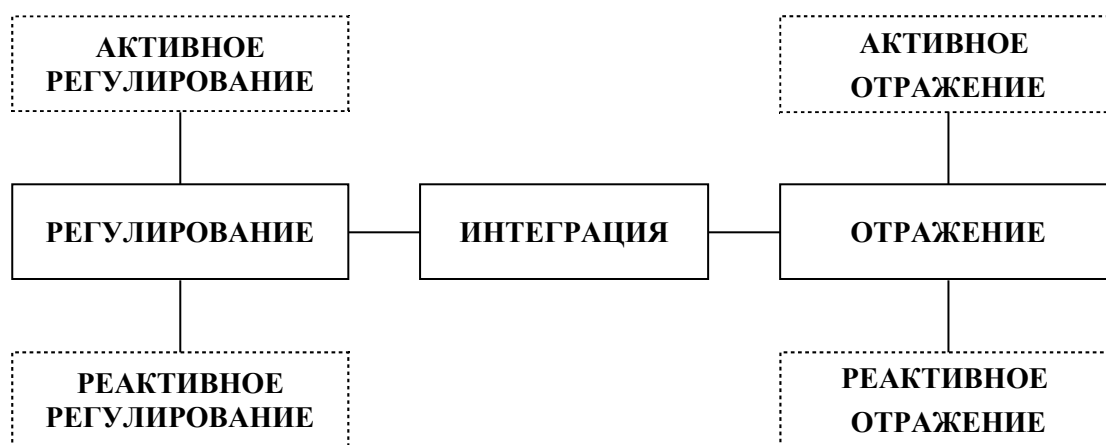 АКТИВНОЕ
РЕГУЛИРОВАНИЕ
АКТИВНОЕ
ОТРАЖЕНИЕ
РЕГУЛИРОВАНИЕ
ИНТЕГРАЦИЯ
ОТРАЖЕНИЕ
РЕАКТИВНОЕ
РЕГУЛИРОВАНИЕ
РЕАКТИВНОЕ
ОТРАЖЕНИЕ